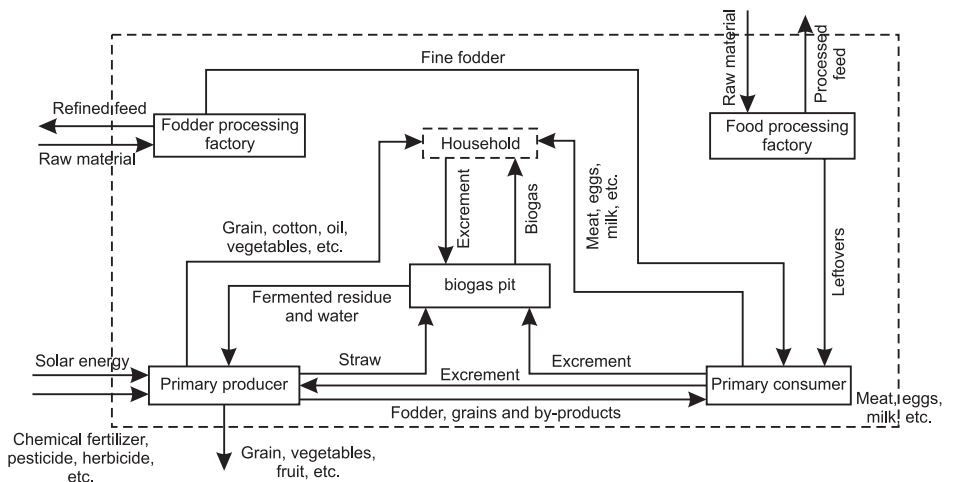 Fine fodder
Raw material
Processed
feed
Refined feed
Raw material
Fodder processing
factory
Household
Food processing
factory
Grain, cotton, oil,
vegetables, etc.
Excrement
Biogas
Meat, eggs,
milk, etc.
Leftovers
biogas pit
Fermented residue
and water
Solar energy
Straw
Excrement
Primary producer
Excrement
Primary consumer
Fodder, grains and by-products
Meat, eggs,
milk, etc.
Chemical fertilizer,
pesticide, herbicide,
etc.
Grain, vegetables,
fruit, etc.